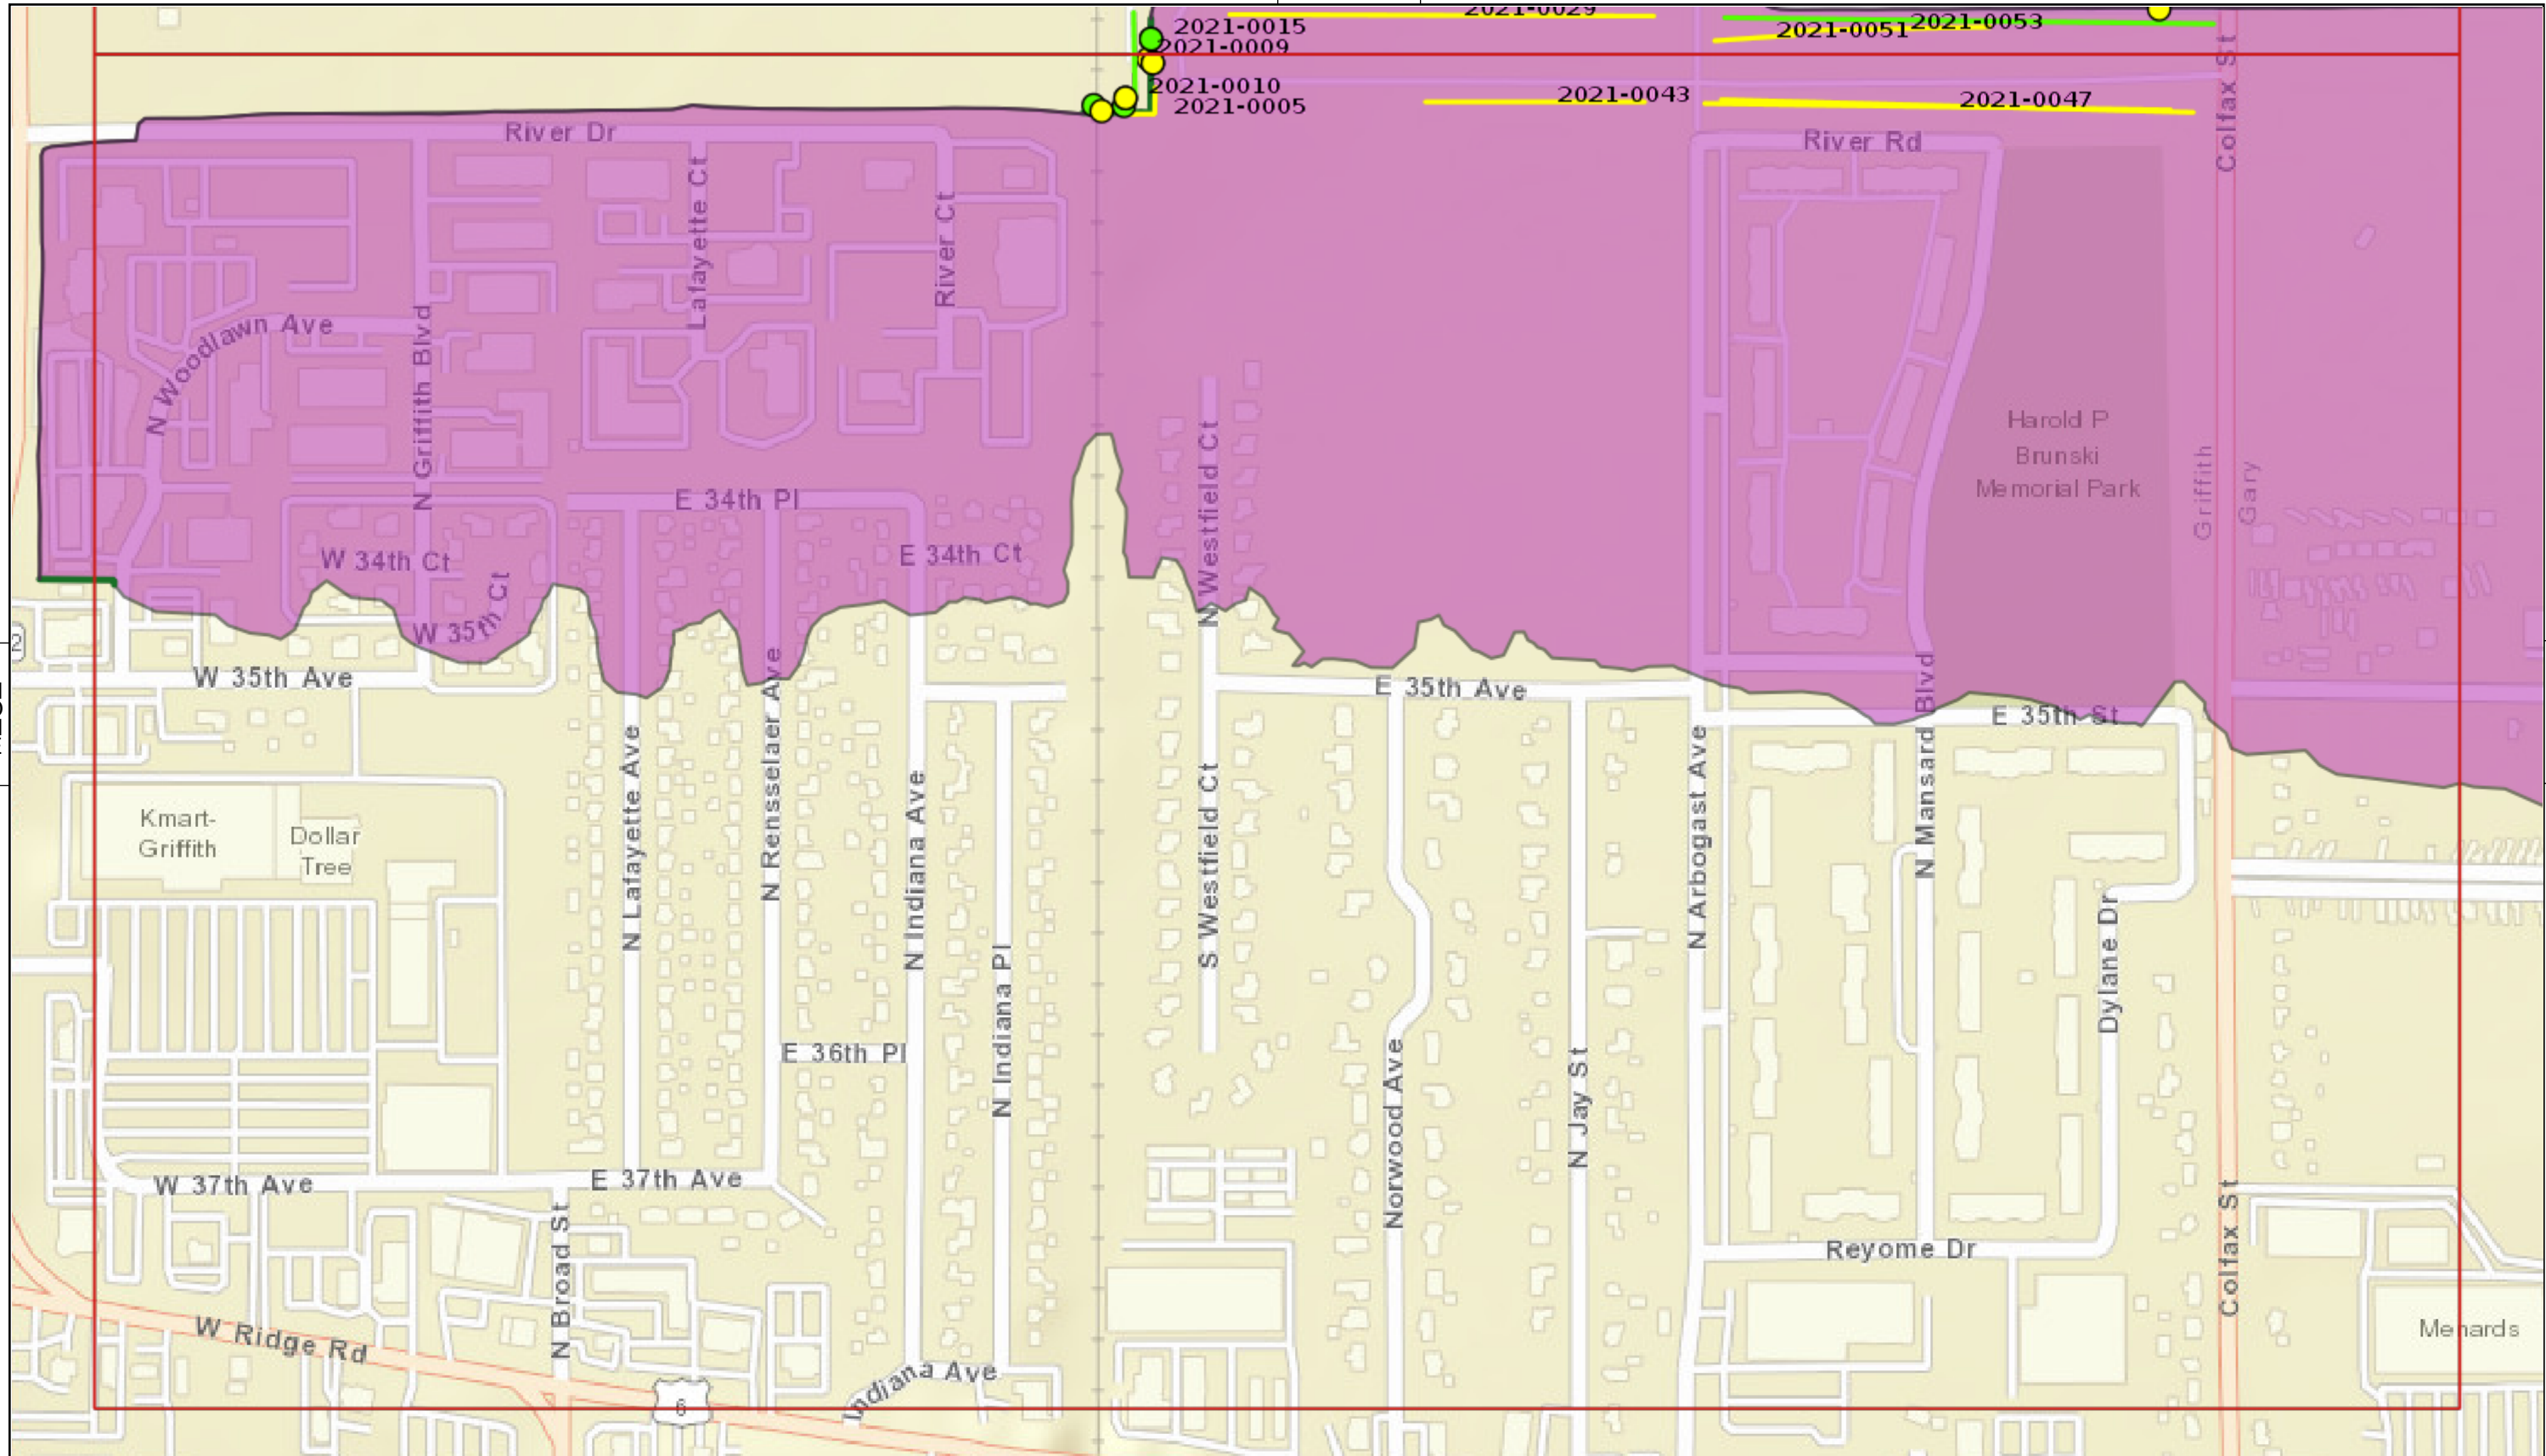 2021-0029
2021-0015
2021-0053
2021-0051
2021-0009
2021-0010
2021-0043
2021-0047
2021-0005
Colfax St
River Dr
River Rd
Lafayette Ct
River Ct
N Woodlawn Ave
N Griffith Blvd
Harold P
Brunski
Memorial Park
Griffith
Gary
N Westfield Ct
E 34th Pl
W 34th Ct
E 34th Ct
W 35th Ct
2
W 35th Ave
E 35th Ave
E 35th St
N Mansard Blvd
Kmart-
Griffith
Dollar
Tree
N Lafayette Ave
N Rensselaer Ave
N Indiana Ave
N Indiana Pl
S Westfield Ct
N Arbogast Ave
Dylane Dr
E 36th Pl
Norwood Ave
N Jay St
W 37th Ave
E 37th Ave
N Broad St
Reyome Dr
Colfax St
W Ridge Rd
Menards
Indiana Ave
6